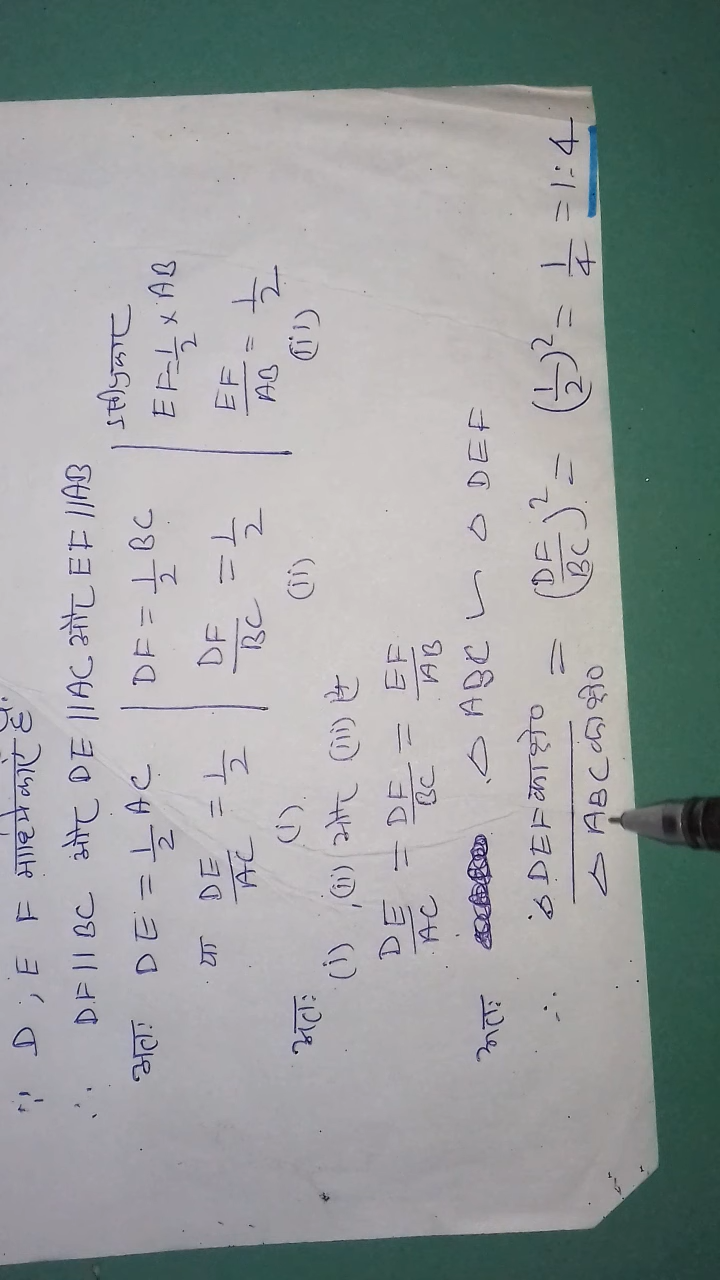 ∵ D, E F माध्यिकाएं हैं.
∴ DF || BC और DE || AC और EF || AB
अतः DE = 1/2 AC | DF = 1/2 BC | इसीप्रकार EF = 1/2 × AB
या DE/AC = 1/2 | DF/BC = 1/2 | EF/AB = 1/2
(i) (ii) (iii)
अतः (i), (ii) और (iii) से
DE/AC = DF/BC = EF/AB
अतः △ ABC ∽ △ DEF
∴ △ DEF का क्षे० / △ ABC का क्षे० = (DF/BC)² = (1/2)² = 1/4 = 1:4